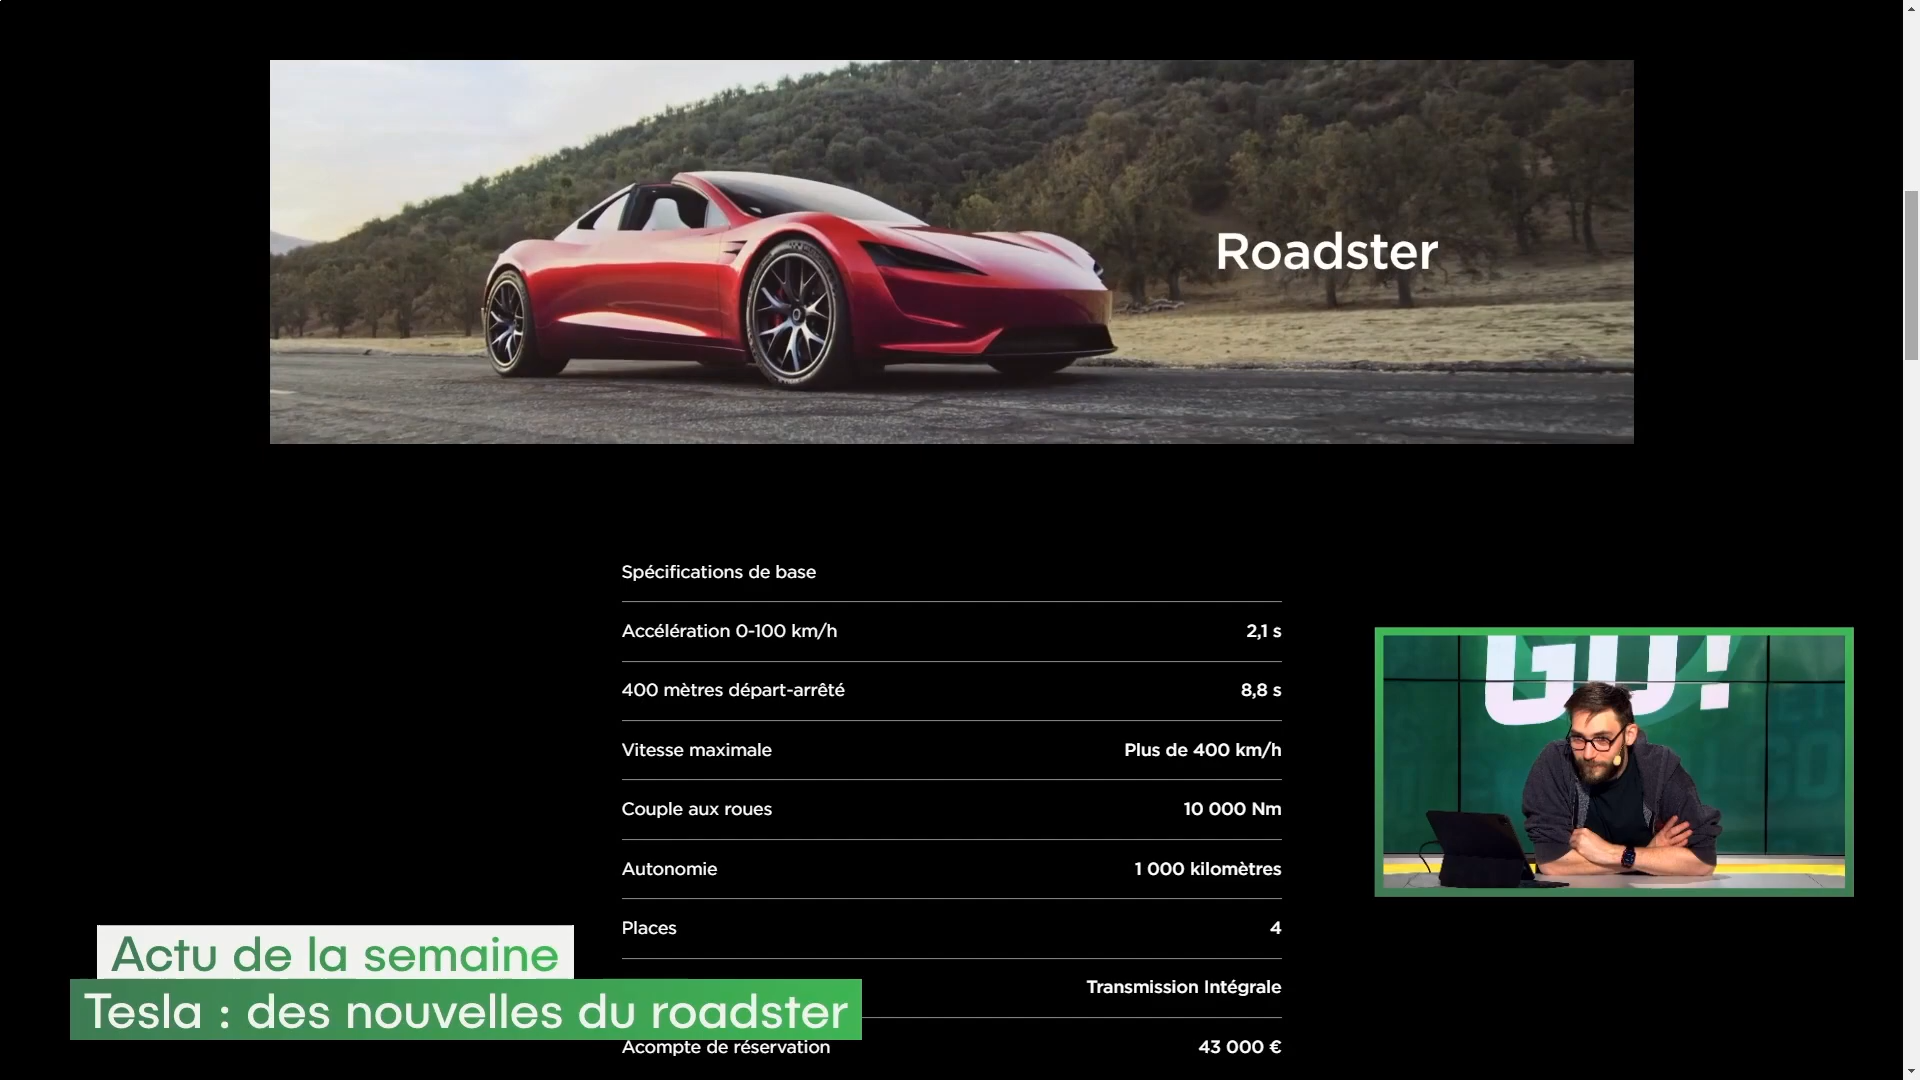 Roadster
Spécifications de base
Accélération 0-100 km/h 2,1 s
400 mètres départ-arrêté 8,8 s
Vitesse maximale Plus de 400 km/h
Couple aux roues 10 000 Nm
Autonomie 1 000 kilomètres
Places 4
Transmission Intégrale
Acompte de réservation 43 000 €
GO!
Actu de la semaine
Tesla : des nouvelles du roadster